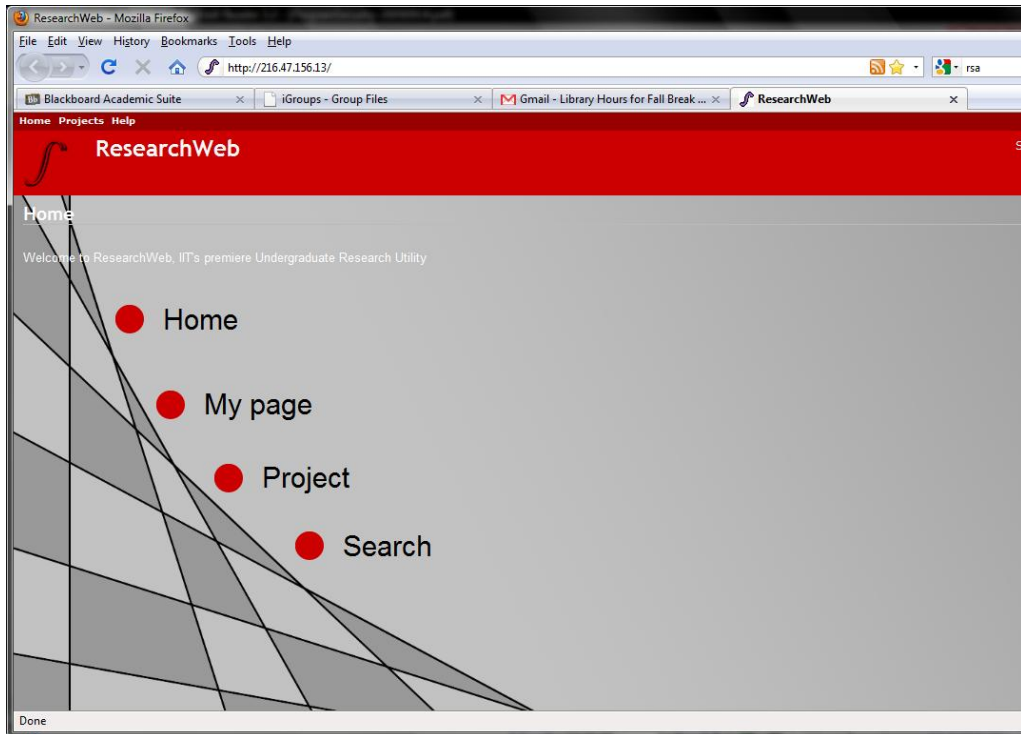 ResearchWeb - Mozilla Firefox
File Edit View History Bookmarks Tools Help
http://216.47.156.13/ rsa
Blackboard Academic Suite iGroups - Group Files Gmail - Library Hours for Fall Break ... ResearchWeb
Home Projects Help
ResearchWeb
S
Home
Welcome to ResearchWeb, IIT's premiere Undergraduate Research Utility
Home
My page
Project
Search
Done